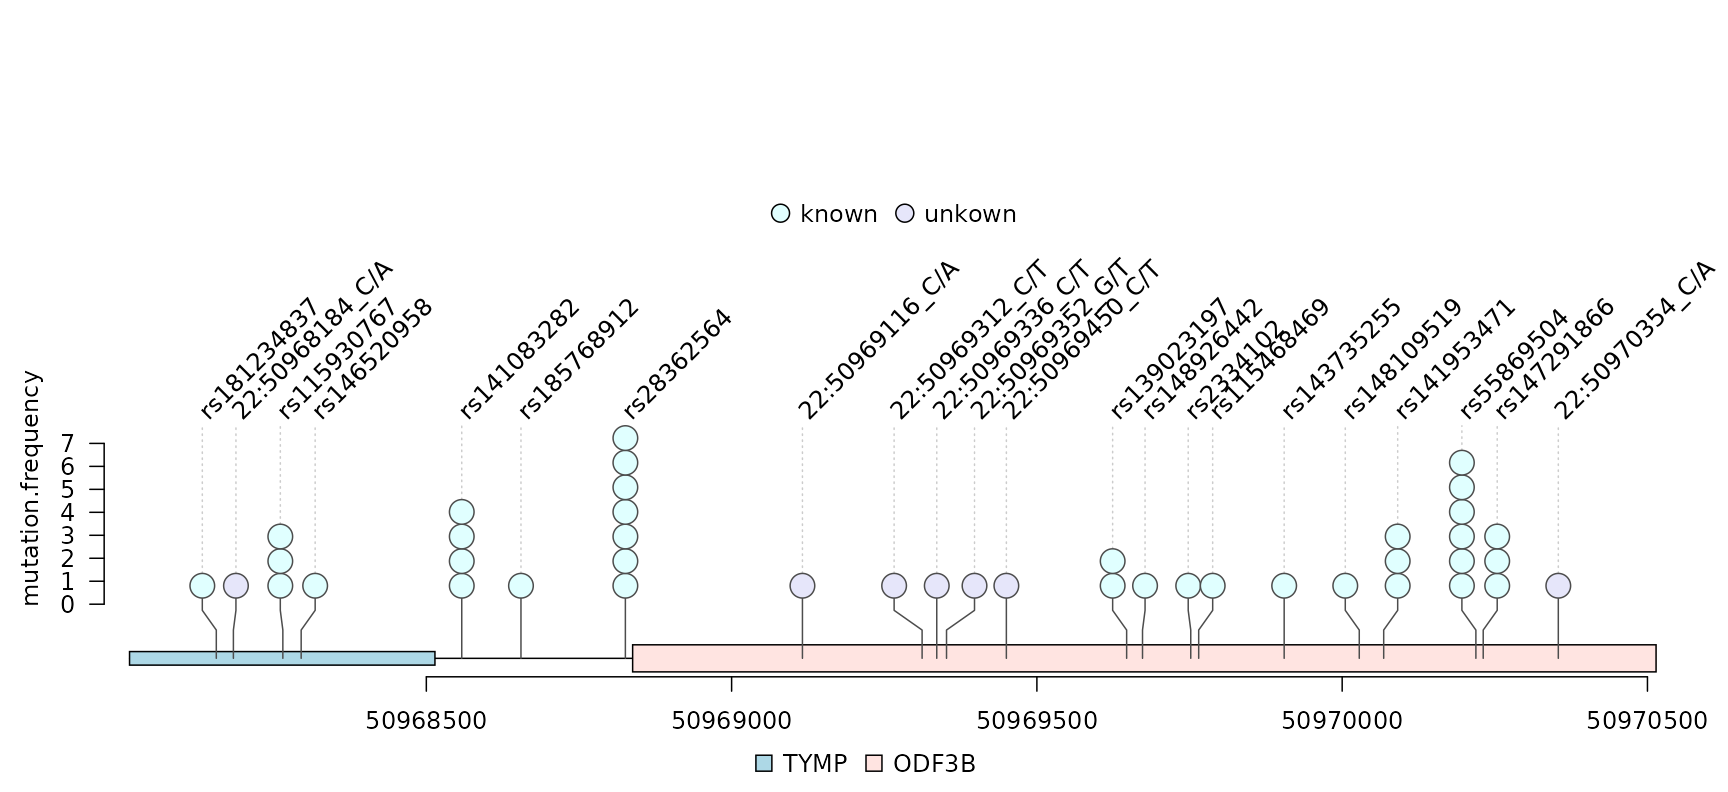 known unkown
rs181234837
22:50968184_C/A
rs115930767
rs146520958
rs141083282
rs185768912
rs28362564
22:50969116_C/A
22:50969312_C/T
22:50969336_C/T
22:50969352_G/T
22:50969450_C/T
rs139023197
rs148926442
rs2334102
rs115468469
rs143735255
rs148109519
rs141953471
rs55869504
rs147291866
22:50970354_C/A
mutation.frequency
7
6
5
4
3
2
1
0
50968500 50969000 50969500 50970000 50970500
TYMP ODF3B